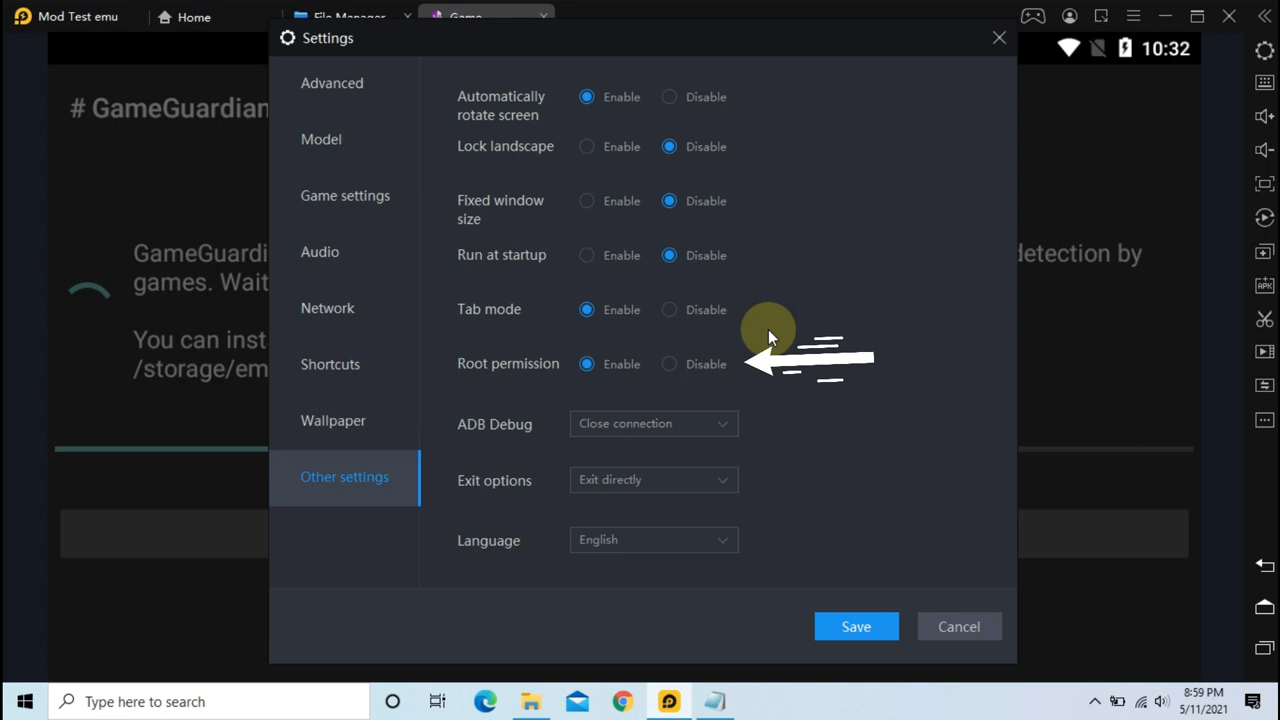 Mod Test emu
Home
File Manager
Game
10:32
Settings
Advanced
Model
Game settings
Audio
Network
Shortcuts
Wallpaper
Other settings
Automatically
rotate screen
Enable
Disable
Lock landscape
Enable
Disable
Fixed window
size
Enable
Disable
Run at startup
Enable
Disable
Tab mode
Enable
Disable
Root permission
Enable
Disable
ADB Debug
Close connection
Exit options
Exit directly
Language
English
Save
Cancel
# GameGuardian
GameGuardi
detection by
games. Wait
You can inst
/storage/em
APK
Type here to search
8:59 PM
5/11/2021